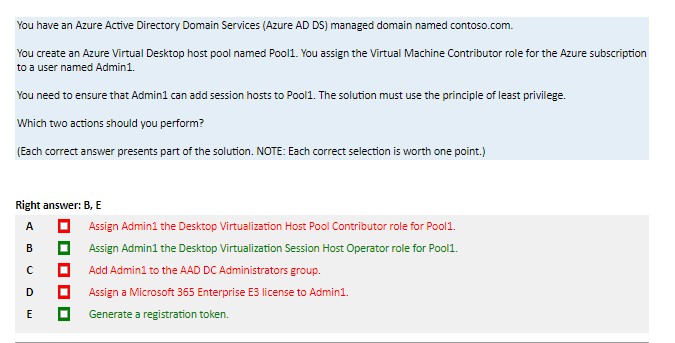 You have an Azure Active Directory Domain Services (Azure AD DS) managed domain named contoso.com.
You create an Azure Virtual Desktop host pool named Pool1. You assign the Virtual Machine Contributor role for the Azure subscription
to a user named Admin1.
You need to ensure that Admin1 can add session hosts to Pool1. The solution must use the principle of least privilege.
Which two actions should you perform?
(Each correct answer presents part of the solution. NOTE: Each correct selection is worth one point.)
Right answer: B, E
A Assign Admin1 the Desktop Virtualization Host Pool Contributor role for Pool1.
B Assign Admin1 the Desktop Virtualization Session Host Operator role for Pool1.
C Add Admin1 to the AAD DC Administrators group.
D Assign a Microsoft 365 Enterprise E3 license to Admin1.
E Generate a registration token.